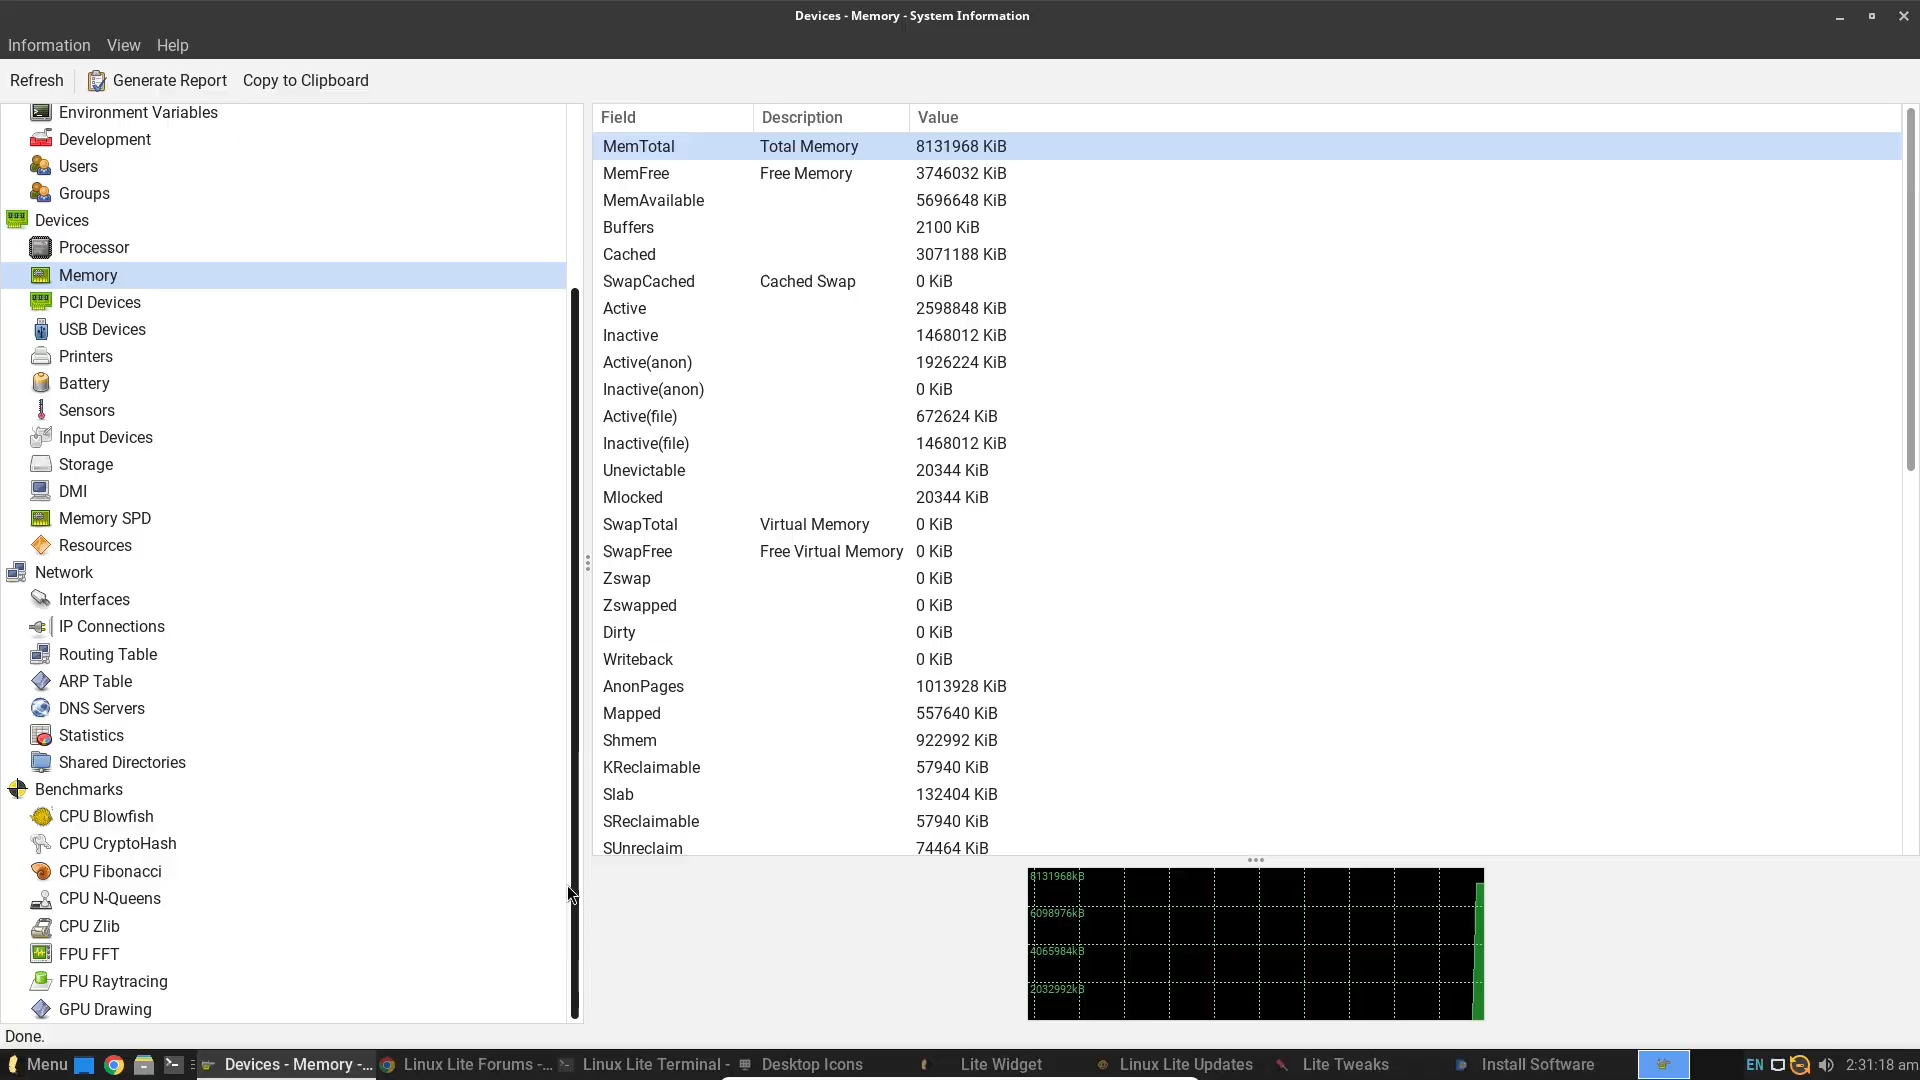 Devices - Memory - System Information
Information View Help
Refresh Generate Report Copy to Clipboard
Environment Variables
Development
Users
Groups
Devices
Processor
Memory
PCI Devices
USB Devices
Printers
Battery
Sensors
Input Devices
Storage
DMI
Memory SPD
Resources
Network
Interfaces
IP Connections
Routing Table
ARP Table
DNS Servers
Statistics
Shared Directories
Benchmarks
CPU Blowfish
CPU CryptoHash
CPU Fibonacci
CPU N-Queens
CPU Zlib
FPU FFT
FPU Raytracing
GPU Drawing
Field Description Value
MemTotal Total Memory 8131968 KiB
MemFree Free Memory 3746032 KiB
MemAvailable 5696648 KiB
Buffers 2100 KiB
Cached 3071188 KiB
SwapCached Cached Swap 0 KiB
Active 2598848 KiB
Inactive 1468012 KiB
Active(anon) 1926224 KiB
Inactive(anon) 0 KiB
Active(file) 672624 KiB
Inactive(file) 1468012 KiB
Unevictable 20344 KiB
Mlocked 20344 KiB
SwapTotal Virtual Memory 0 KiB
SwapFree Free Virtual Memory 0 KiB
Zswap 0 KiB
Zswapped 0 KiB
Dirty 0 KiB
Writeback 0 KiB
AnonPages 1013928 KiB
Mapped 557640 KiB
Shmem 922992 KiB
KReclaimable 57940 KiB
Slab 132404 KiB
SReclaimable 57940 KiB
SUnreclaim 74464 KiB
8131968kB
6098976kB
4065984kB
2032992kB
Done.
Menu Devices - Memory -... Linux Lite Forums -... Linux Lite Terminal - Desktop Icons Lite Widget Linux Lite Updates Lite Tweaks Install Software EN 2:31:18 am